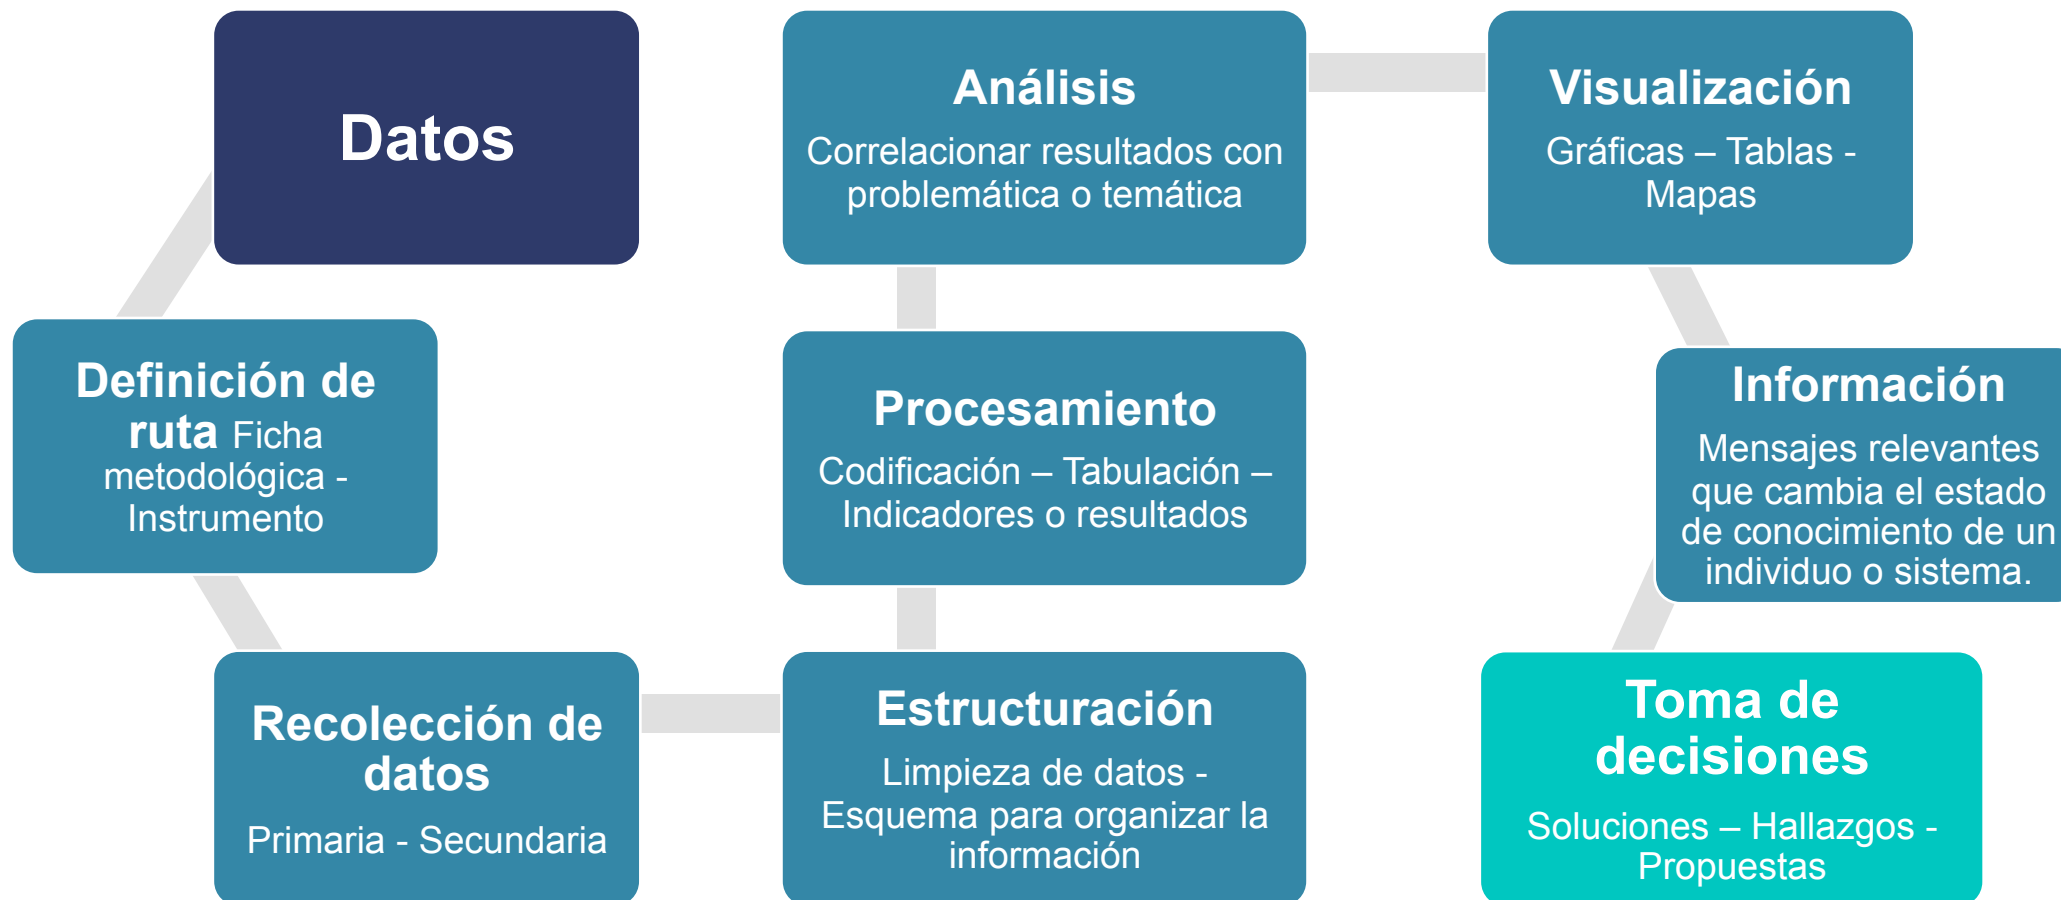 Datos
Definición de
ruta Ficha
metodológica -
Instrumento
Recolección de
datos
Primaria - Secundaria
Estructuración
Limpieza de datos -
Esquema para organizar la
información
Procesamiento
Codificación – Tabulación –
Indicadores o resultados
Análisis
Correlacionar resultados con
problemática o temática
Visualización
Gráficas – Tablas -
Mapas
Información
Mensajes relevantes
que cambia el estado
de conocimiento de un
individuo o sistema.
Toma de
decisiones
Soluciones – Hallazgos -
Propuestas